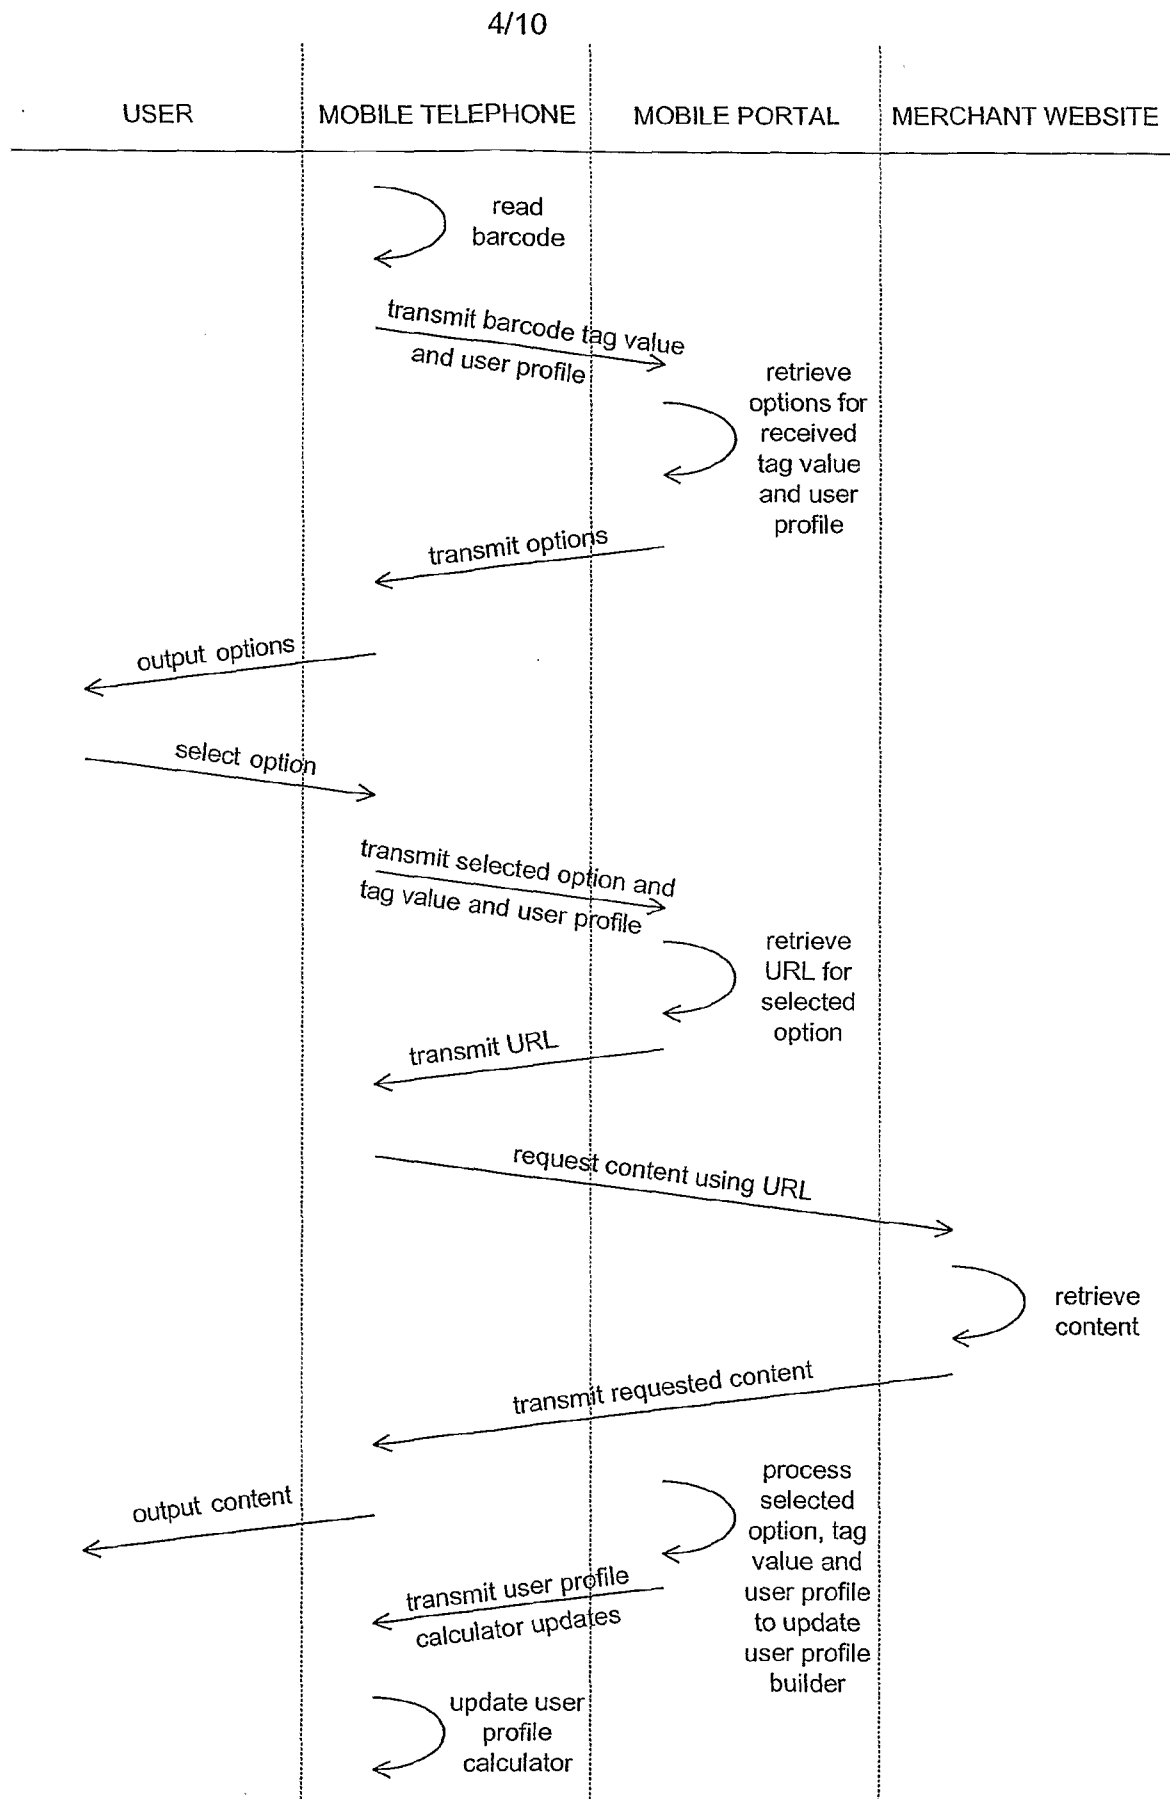 4/10
USER
MOBILE TELEPHONE
MOBILE PORTAL
MERCHANT WEBSITE
read
barcode
transmit barcode tag value
and user profile
retrieve
options for
received
tag value
and user
profile
transmit options
output options
select option
transmit selected option and
tag value and user profile
retrieve
URL for
selected
option
transmit URL
request content using URL
retrieve
content
transmit requested content
output content
process
selected
option, tag
value and
user profile
to update
user profile
builder
transmit user profile
calculator updates
update user
profile
calculator